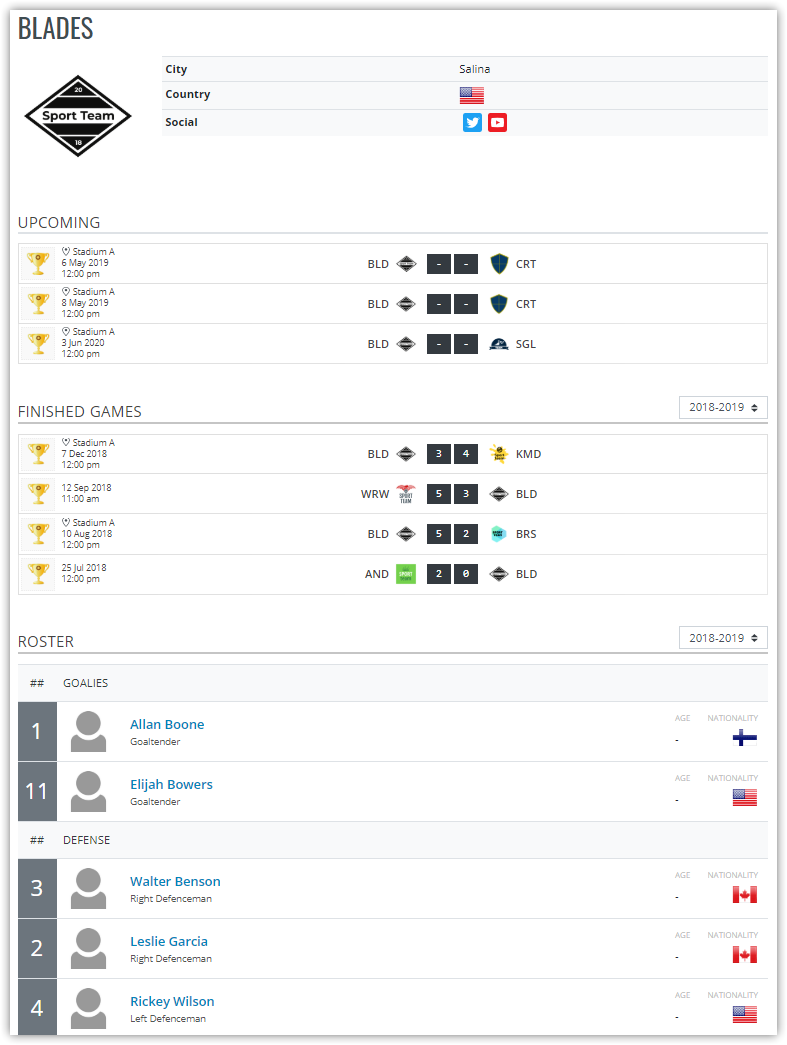 BLADES
20
Sport Team
18
City Salina
Country
Social
UPCOMING
Stadium A
6 May 2019
12:00 pm
BLD - - CRT
Stadium A
8 May 2019
12:00 pm
BLD - - CRT
Stadium A
3 Jun 2020
12:00 pm
BLD - - SGL
FINISHED GAMES 2018-2019
Stadium A
7 Dec 2018
12:00 pm
BLD 3 4 KMD
12 Sep 2018
11:00 am
WRW SPORT TEAM 5 3 BLD
Stadium A
10 Aug 2018
12:00 pm
BLD 5 2 BRS
25 Jul 2018
12:00 pm
AND 2 0 BLD
ROSTER 2018-2019
## GOALIES
1 Allan Boone AGE NATIONALITY
Goaltender -
11 Elijah Bowers AGE NATIONALITY
Goaltender -
## DEFENSE
3 Walter Benson AGE NATIONALITY
Right Defenceman -
2 Leslie Garcia AGE NATIONALITY
Right Defenceman -
4 Rickey Wilson AGE NATIONALITY
Left Defenceman -